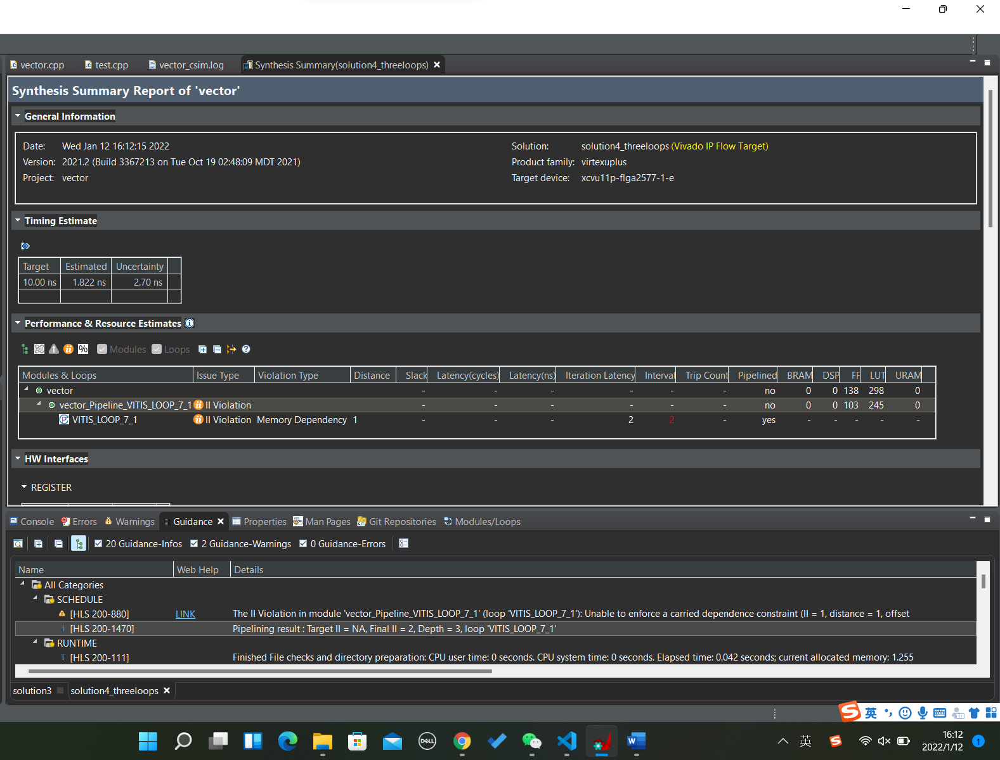 vector.cpp test.cpp vector_csim.log Synthesis Summary(solution4_threeloops)
Synthesis Summary Report of 'vector'
General Information
Date: Wed Jan 12 16:12:15 2022 Solution: solution4_threeloops (Vivado IP Flow Target)
Version: 2021.2 (Build 3367213 on Tue Oct 19 02:48:09 MDT 2021) Product family: virtexuplus
Project: vector Target device: xcvu11p-flga2577-1-e
Timing Estimate
Target Estimated Uncertainty
10.00 ns 1.822 ns 2.70 ns
Performance & Resource Estimates
% Modules Loops
Modules & Loops Issue Type Violation Type Distance Slack Latency(cycles) Latency(ns) Iteration Latency Interval Trip Count Pipelined BRAM DSP FF LUT URAM
vector - - - - - - no 0 0 138 298 0
vector_Pipeline_VITIS_LOOP_7_1 II Violation - - - - - - no 0 0 103 245 0
VITIS_LOOP_7_1 II Violation Memory Dependency 1 - - - 2 2 - yes - - - - -
HW Interfaces
REGISTER
Console Errors Warnings Guidance Properties Man Pages Git Repositories Modules/Loops
20 Guidance-Infos 2 Guidance-Warnings 0 Guidance-Errors
Name Web Help Details
All Categories
SCHEDULE
[HLS 200-880] LINK The II Violation in module 'vector_Pipeline_VITIS_LOOP_7_1' (loop 'VITIS_LOOP_7_1'): Unable to enforce a carried dependence constraint (II = 1, distance = 1, offset
[HLS 200-1470] Pipelining result : Target II = NA, Final II = 2, Depth = 3, loop 'VITIS_LOOP_7_1'
RUNTIME
[HLS 200-111] Finished File checks and directory preparation: CPU user time: 0 seconds. CPU system time: 0 seconds. Elapsed time: 0.042 seconds; current allocated memory: 1.255
solution3 solution4_threeloops
英
DELL W 英 16:12
2022/1/12 1